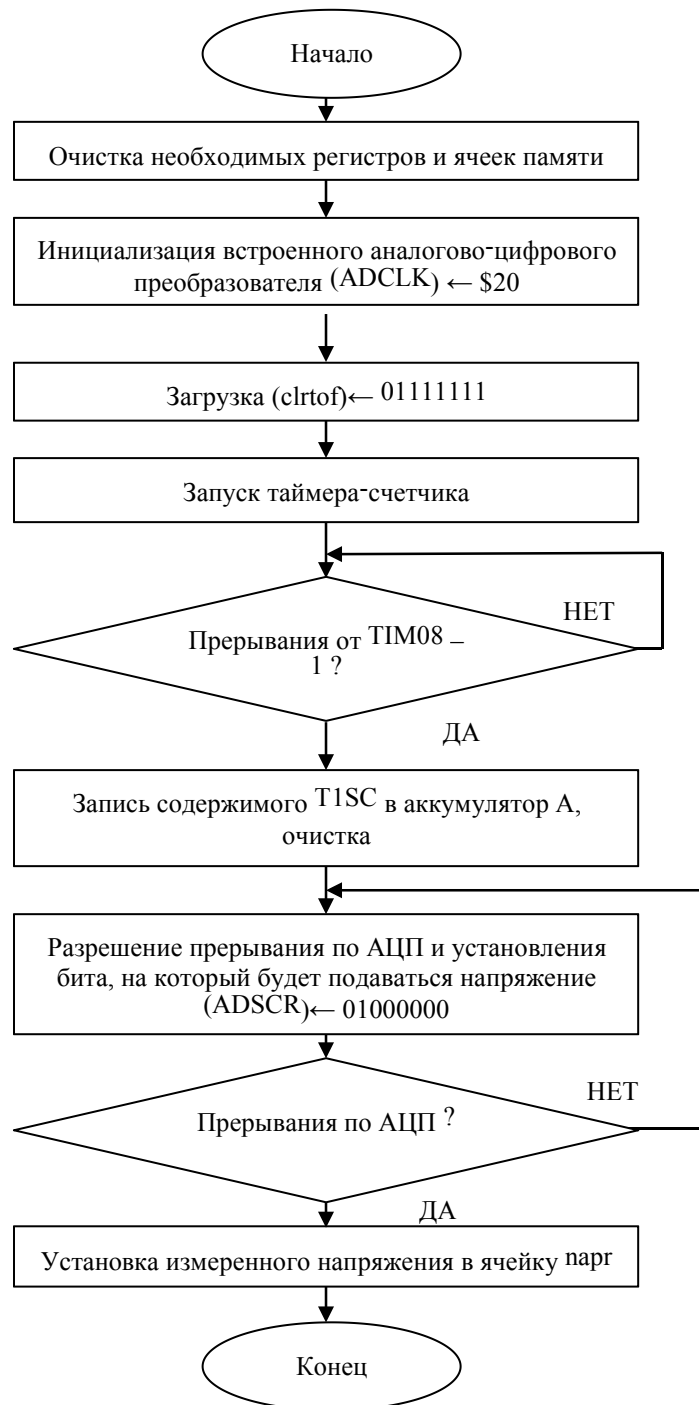 Начало
Очистка необходимых регистров и ячеек памяти
Инициализация встроенного аналогово-цифрового
преобразователя (ADCLK) ← $20
Загрузка (clrtof)← 01111111
Запуск таймера-счетчика
НЕТ
Прерывания от TIM08 –
1 ?
ДА
Запись содержимого T1SC в аккумулятор А,
очистка
Разрешение прерывания по АЦП и установления
бита, на который будет подаваться напряжение
(ADSCR)← 01000000
НЕТ
Прерывания по АЦП ?
ДА
Установка измеренного напряжения в ячейку napr
Конец